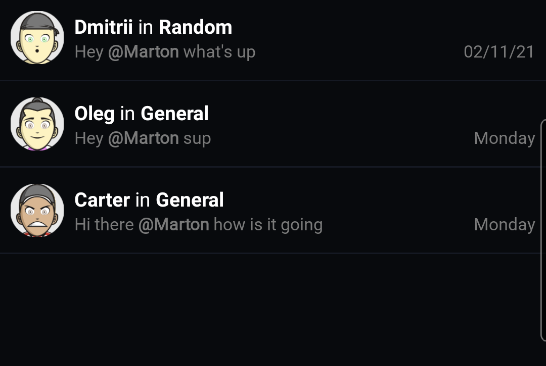 Dmitrii in Random
Hey @Marton what's up 02/11/21
Oleg in General
Hey @Marton sup Monday
Carter in General
Hi there @Marton how is it going Monday